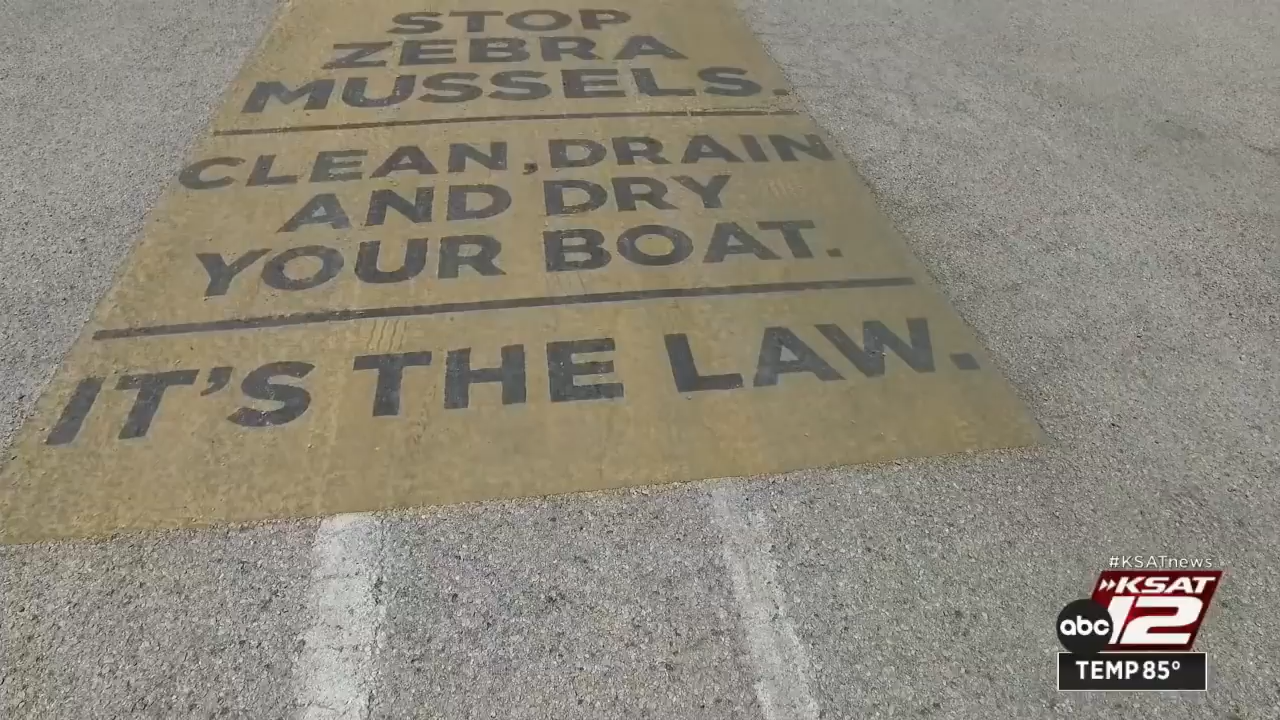 STOP
ZEBRA
MUSSELS.
CLEAN, DRAIN
AND DRY
YOUR BOAT.
IT'S THE LAW.
#KSATnews
KSAT
abc 12
TEMP 85°